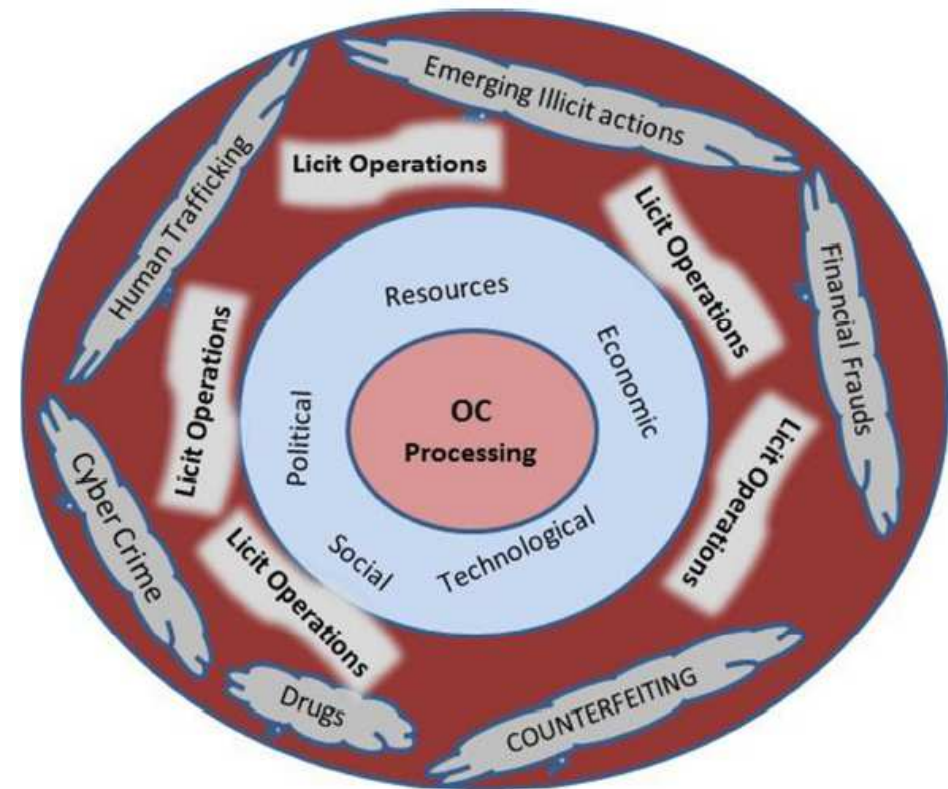 Emerging Illicit actions
Human Trafficking
Licit Operations
Licit Operations
Financial Frauds
Licit Operations
Resources
Economic
Political
OC
Processing
Licit Operations
Cyber Crime
Licit Operations
Social
Technological
Drugs
COUNTERFEITING